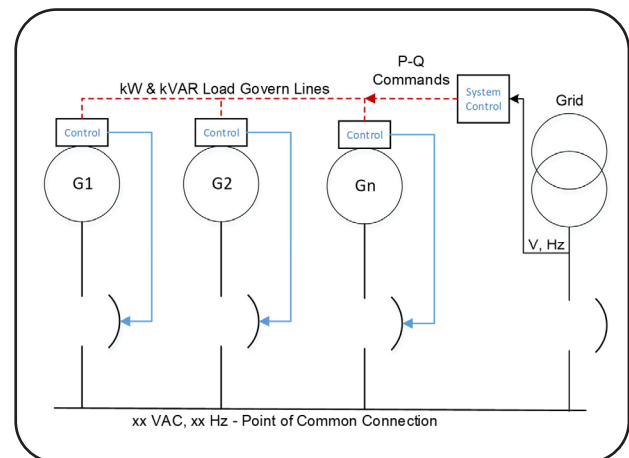 P-Q
Commands
kW & kVAR Load Govern Lines
System
Control
Grid
Control
Control
Control
G1
G2
Gn
V, Hz
xx VAC, xx Hz - Point of Common Connection